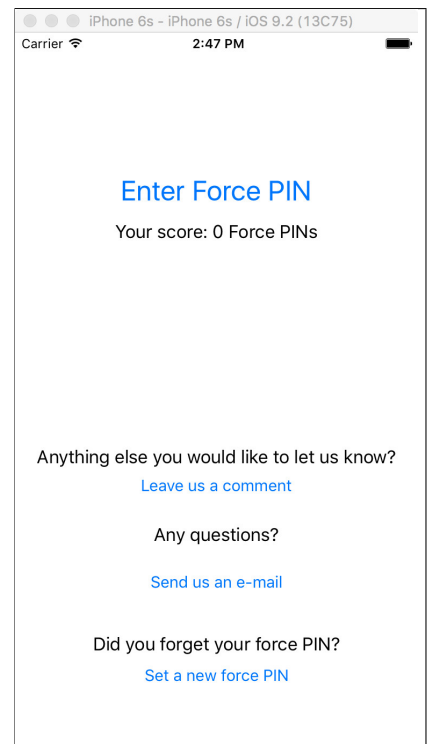 iPhone 6s - iPhone 6s / iOS 9.2 (13C75)
Carrier 2:47 PM
Enter Force PIN
Your score: 0 Force PINs
Anything else you would like to let us know?
Leave us a comment
Any questions?
Send us an e-mail
Did you forget your force PIN?
Set a new force PIN